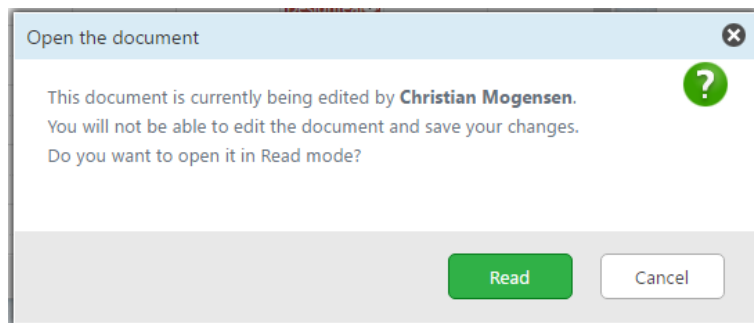 Open the document
This document is currently being edited by Christian Mogensen.
You will not be able to edit the document and save your changes.
Do you want to open it in Read mode?
Read
Cancel